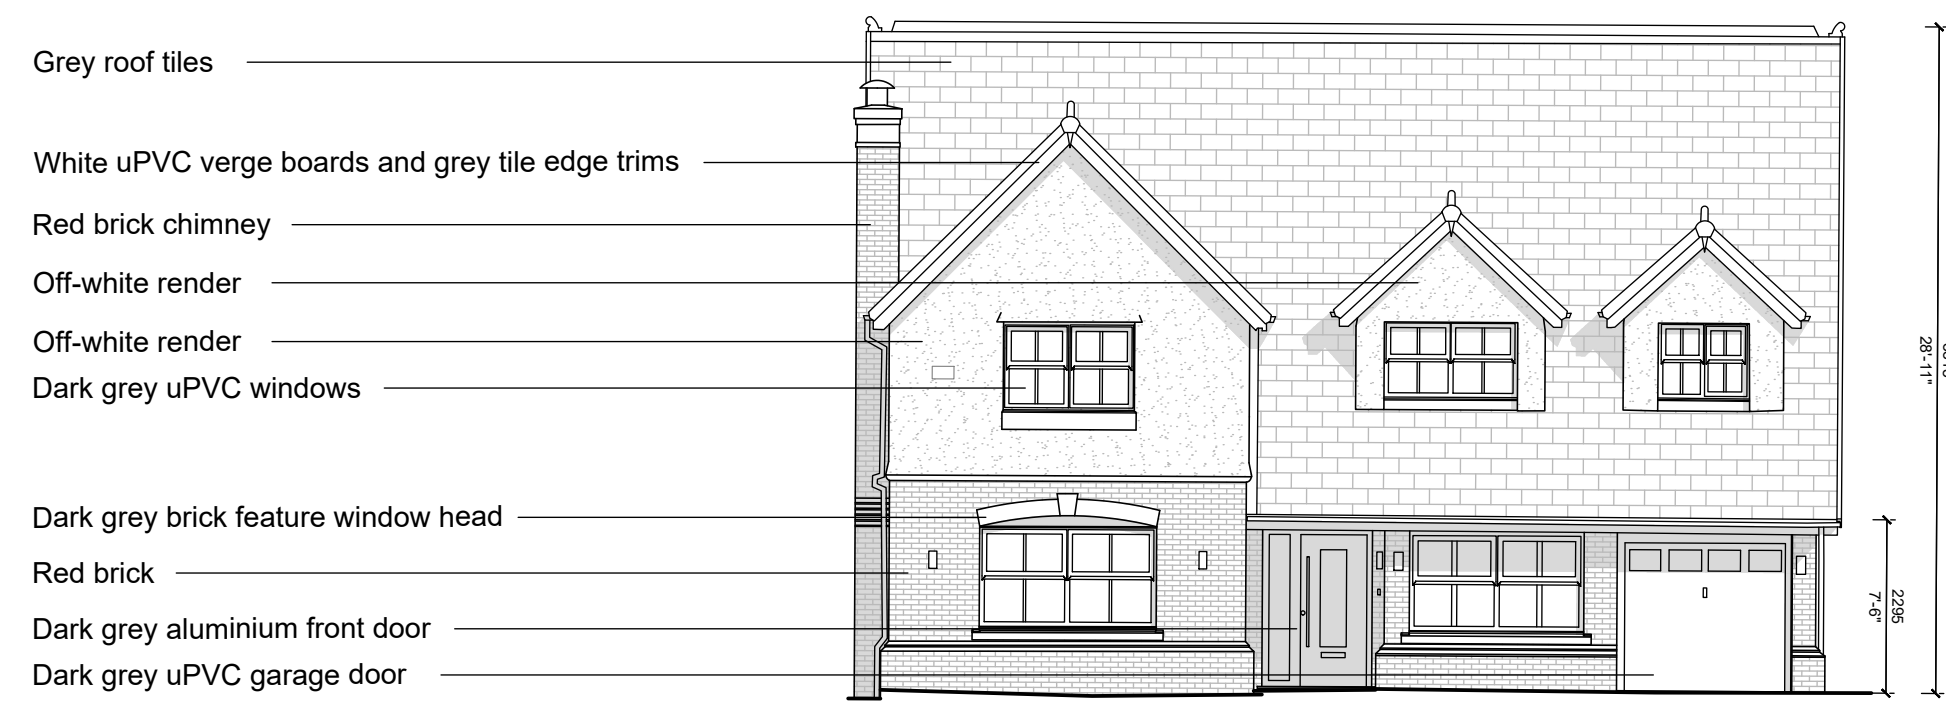 Grey roof tiles
White uPVC verge boards and grey tile edge trims
Red brick chimney
Off-white render
Off-white render
Dark grey uPVC windows
Dark grey brick feature window head
Red brick
Dark grey aluminium front door
Dark grey uPVC garage door
28'-11"
2295
7'-6"